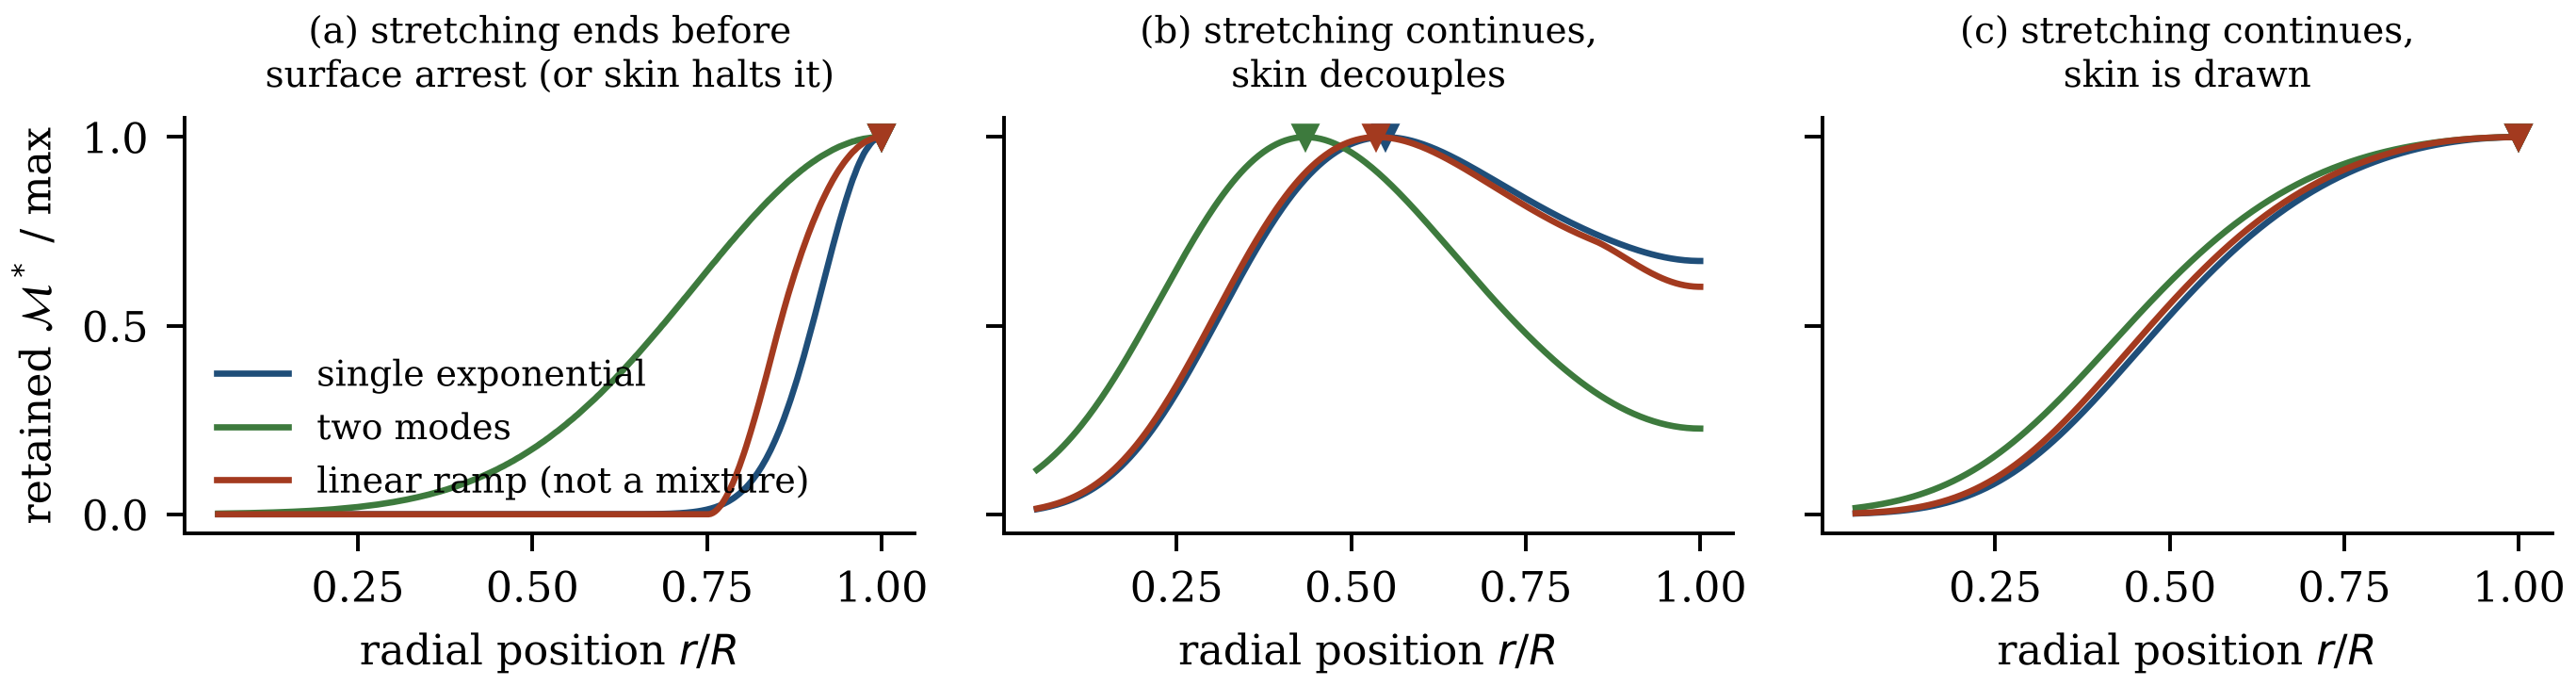 (a) stretching ends before
surface arrest (or skin halts it)
(b) stretching continues,
skin decouples
(c) stretching continues,
skin is drawn
retained ℳ* / max
1.0
0.5
0.0
single exponential
two modes
linear ramp (not a mixture)
0.25 0.50 0.75 1.00
0.25 0.50 0.75 1.00
0.25 0.50 0.75 1.00
radial position r/R
radial position r/R
radial position r/R